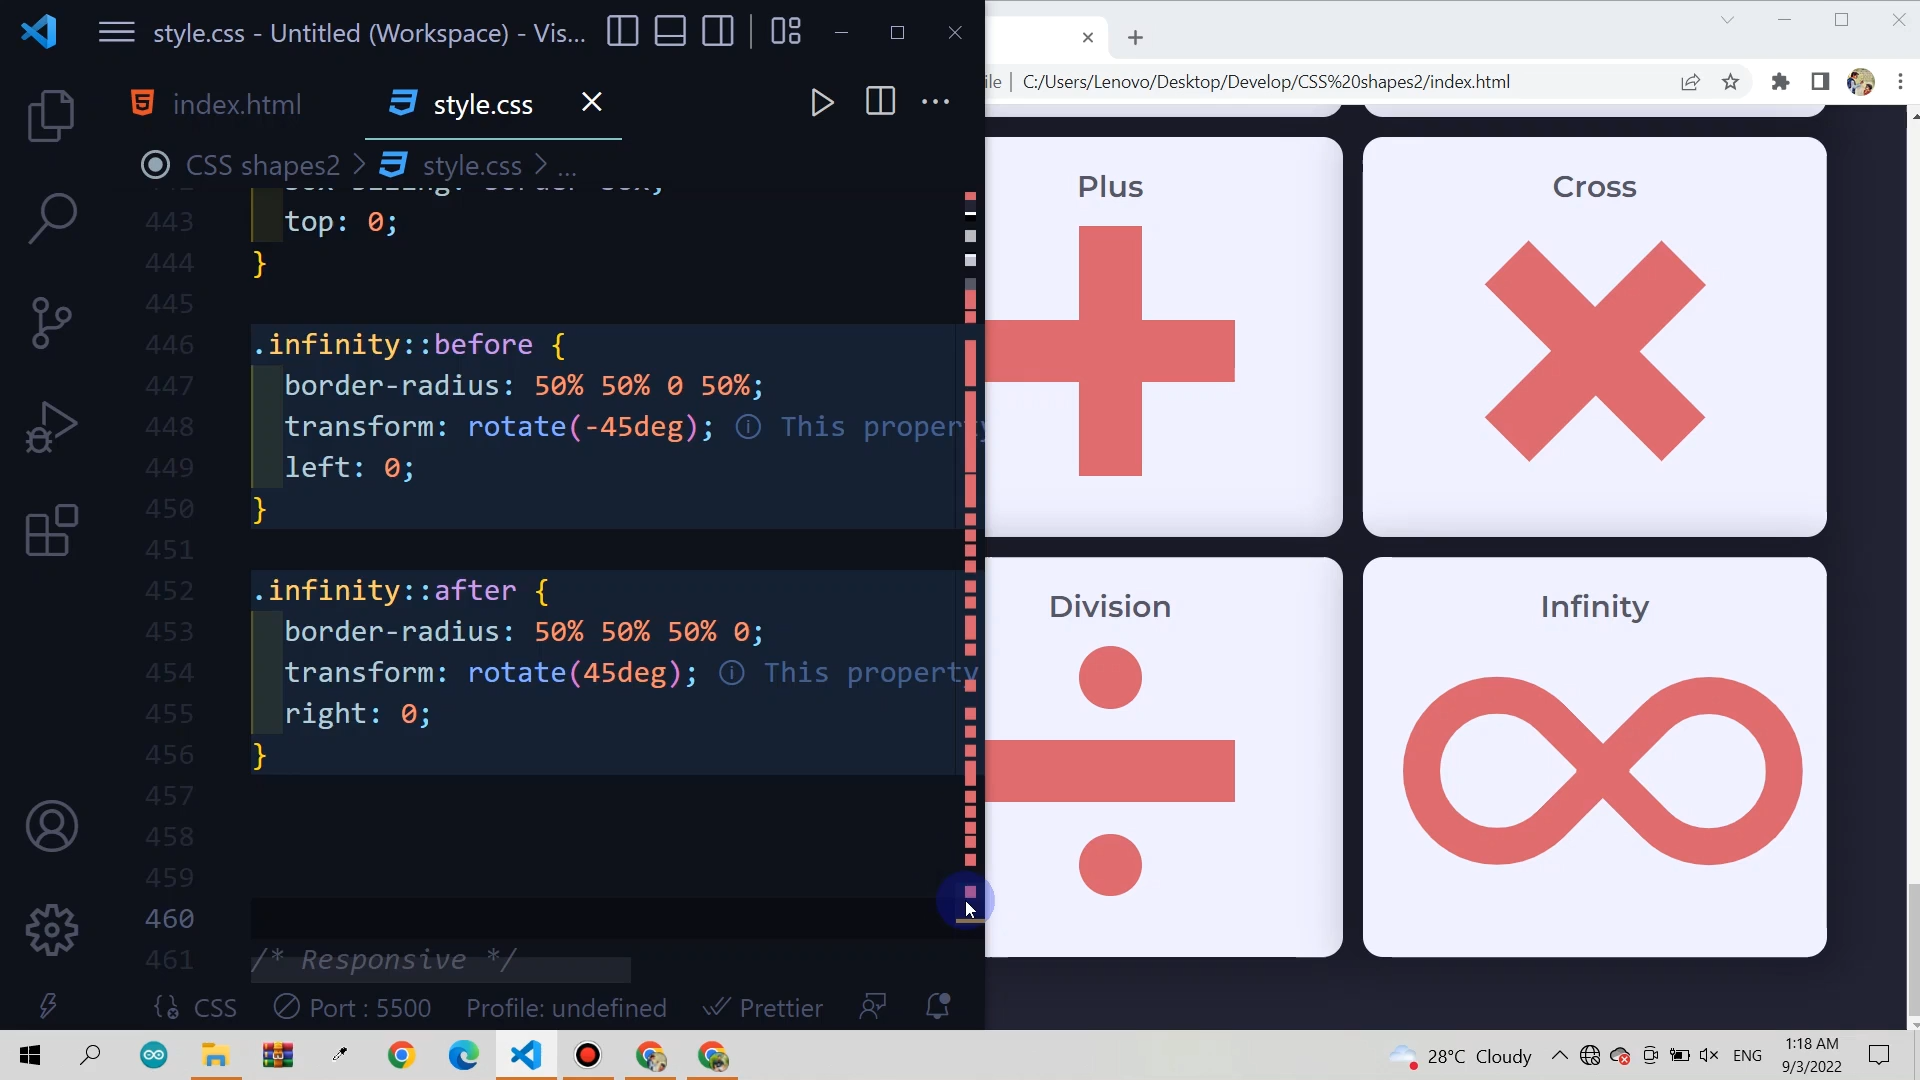 style.css - Untitled (Workspace) - Vis...
index.html
style.css
CSS shapes2 > style.css > ...
443 top: 0;
444 }
445
446 .infinity::before {
447 border-radius: 50% 50% 0 50%;
448 transform: rotate(-45deg); This property
449 left: 0;
450 }
451
452 .infinity::after {
453 border-radius: 50% 50% 50% 0;
454 transform: rotate(45deg); This property
455 right: 0;
456 }
457
458
459
460
461 /* Responsive */
CSS Port : 5500 Profile: undefined Prettier
ile | C:/Users/Lenovo/Desktop/Develop/CSS%20shapes2/index.html
Plus
Cross
Division
Infinity
28°C Cloudy
ENG
1:18 AM
9/3/2022